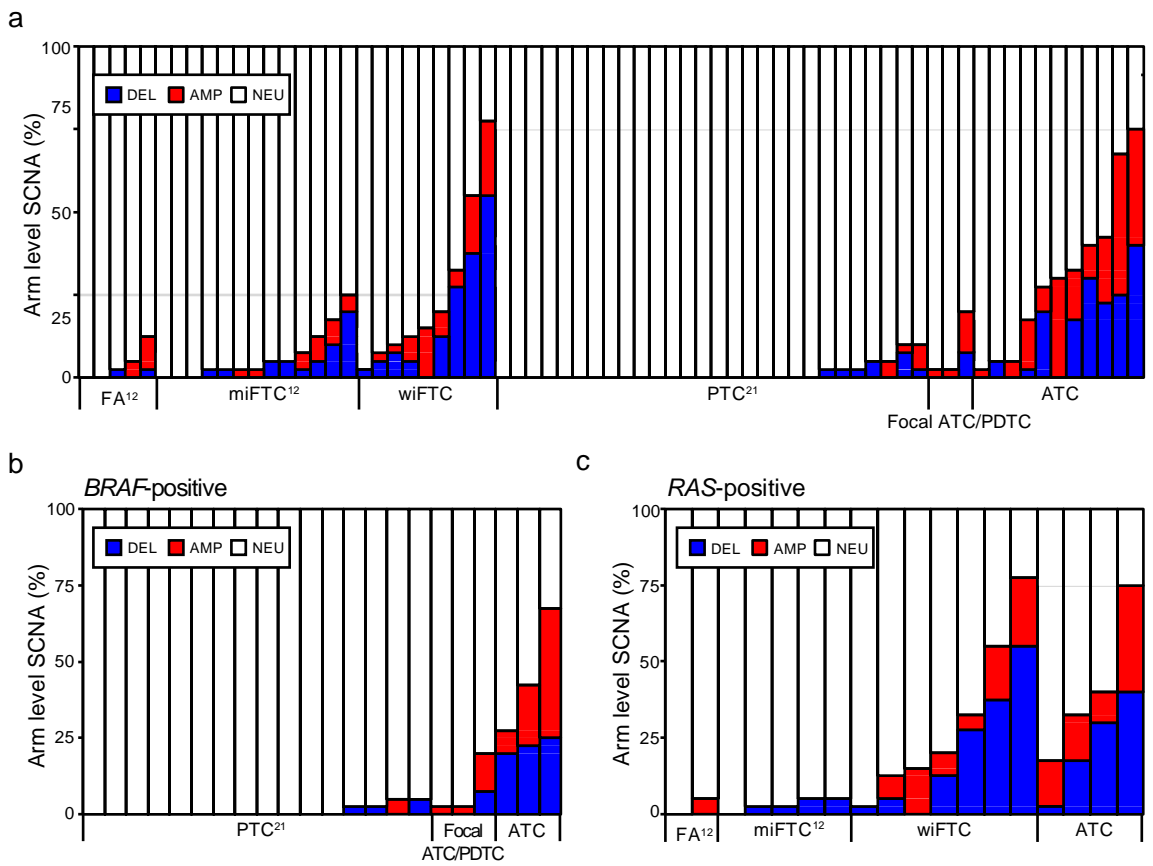 a
100
75
50
25
0
Arm level SCNA (%)
DEL AMP NEU
FA¹² miFTC¹² wiFTC PTC²¹ ATC
Focal ATC/PDTC
b
BRAF-positive
100
75
50
25
0
Arm level SCNA (%)
DEL AMP NEU
PTC²¹ Focal ATC
ATC/PDTC
c
RAS-positive
100
75
50
25
0
Arm level SCNA (%)
DEL AMP NEU
FA¹² miFTC¹² wiFTC ATC